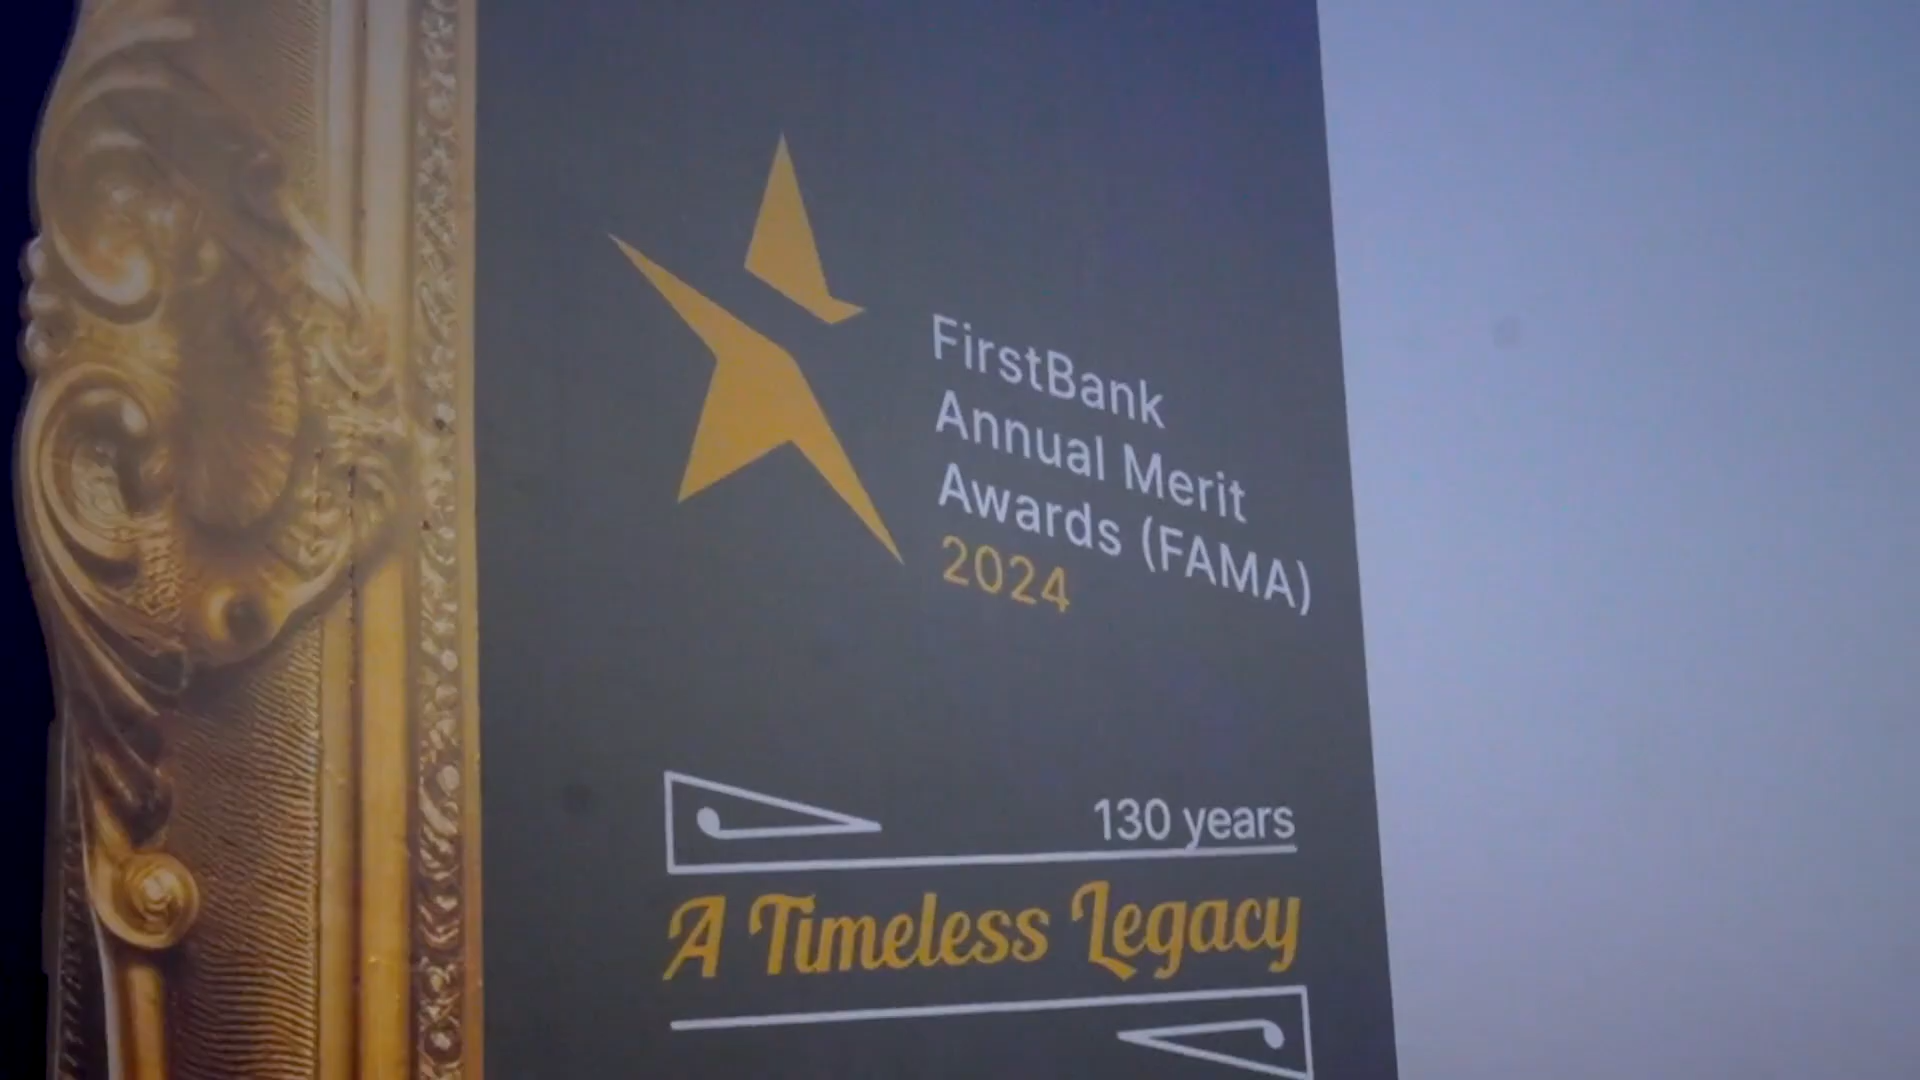 FirstBank
Annual Merit
Awards (FAMA)
2024
130 years
A Timeless Legacy